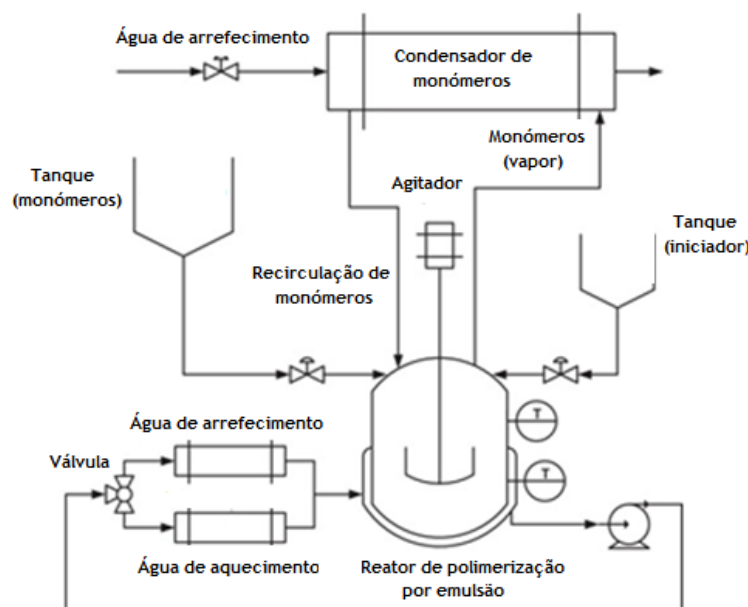 Água de arrefecimento
Condensador de
monómeros
Monómeros
(vapor)
Tanque
(monómeros)
Agitador
Tanque
(iniciador)
Recirculação de
monómeros
T
Água de arrefecimento
Válvula
T
Água de aquecimento
Reator de polimerização
por emulsão